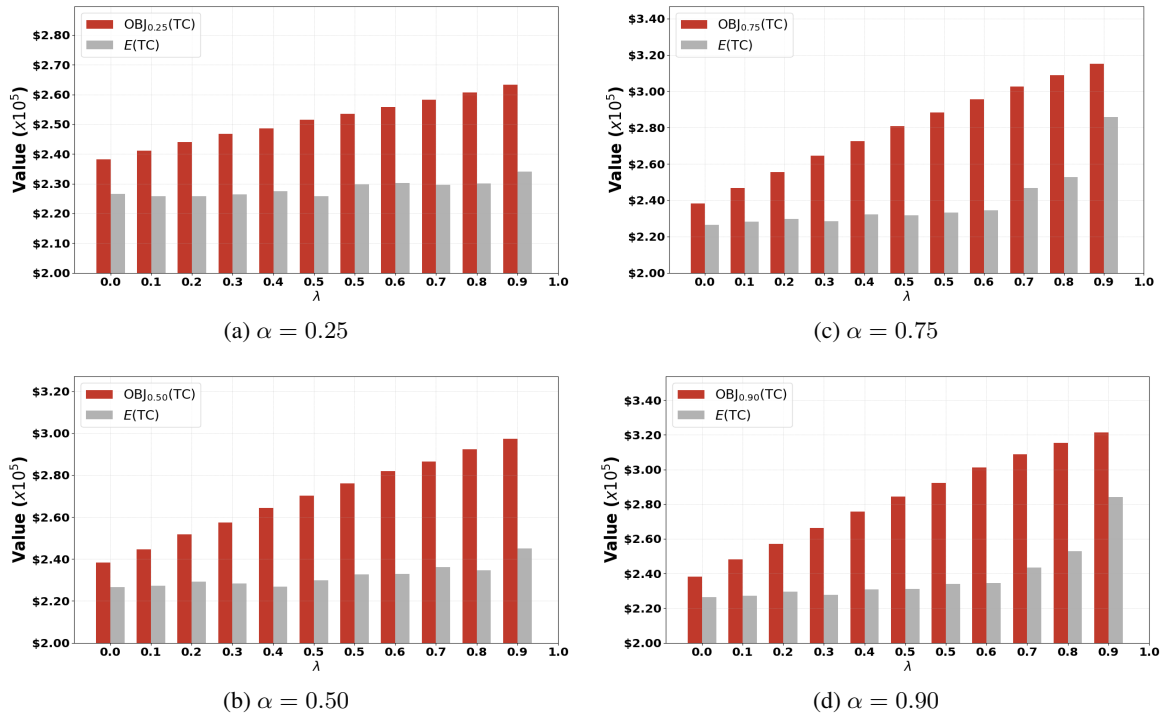 OBJ0.25(TC)
E(TC)
Value (x10^5)
$2.80
$2.70
$2.60
$2.50
$2.40
$2.30
$2.20
$2.10
$2.00
0.0 0.1 0.2 0.3 0.4 0.5 0.5 0.6 0.7 0.8 0.9 1.0
λ
(a) α = 0.25
OBJ0.75(TC)
E(TC)
Value (x10^5)
$3.40
$3.20
$3.00
$2.80
$2.60
$2.40
$2.20
$2.00
0.0 0.1 0.2 0.3 0.4 0.5 0.5 0.6 0.7 0.8 0.9 1.0
λ
(c) α = 0.75
OBJ0.50(TC)
E(TC)
Value (x10^5)
$3.20
$3.00
$2.80
$2.60
$2.40
$2.20
$2.00
0.0 0.1 0.2 0.3 0.4 0.5 0.5 0.6 0.7 0.8 0.9 1.0
λ
(b) α = 0.50
OBJ0.90(TC)
E(TC)
Value (x10^5)
$3.40
$3.20
$3.00
$2.80
$2.60
$2.40
$2.20
$2.00
0.0 0.1 0.2 0.3 0.4 0.5 0.5 0.6 0.7 0.8 0.9 1.0
λ
(d) α = 0.90